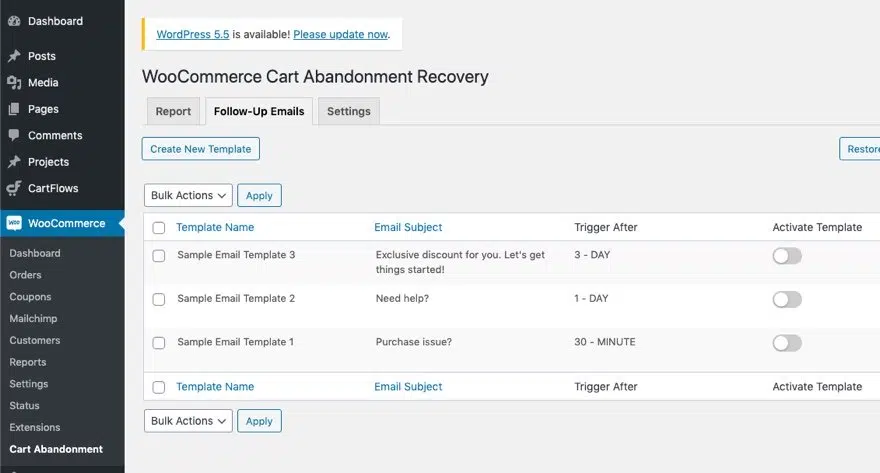 Dashboard
Posts
Media
Pages
Comments
Projects
CartFlows
Woo WooCommerce
Dashboard
Orders
Coupons
Mailchimp
Customers
Reports
Settings
Status
Extensions
Cart Abandonment
WordPress 5.5 is available! Please update now.
WooCommerce Cart Abandonment Recovery
Report Follow-Up Emails Settings
Create New Template Restore
Bulk Actions Apply
Template Name Email Subject Trigger After Activate Template
Sample Email Template 3 Exclusive discount for you. Let's get 3 - DAY
things started!
Sample Email Template 2 Need help? 1 - DAY
Sample Email Template 1 Purchase issue? 30 - MINUTE
Template Name Email Subject Trigger After Activate Template
Bulk Actions Apply